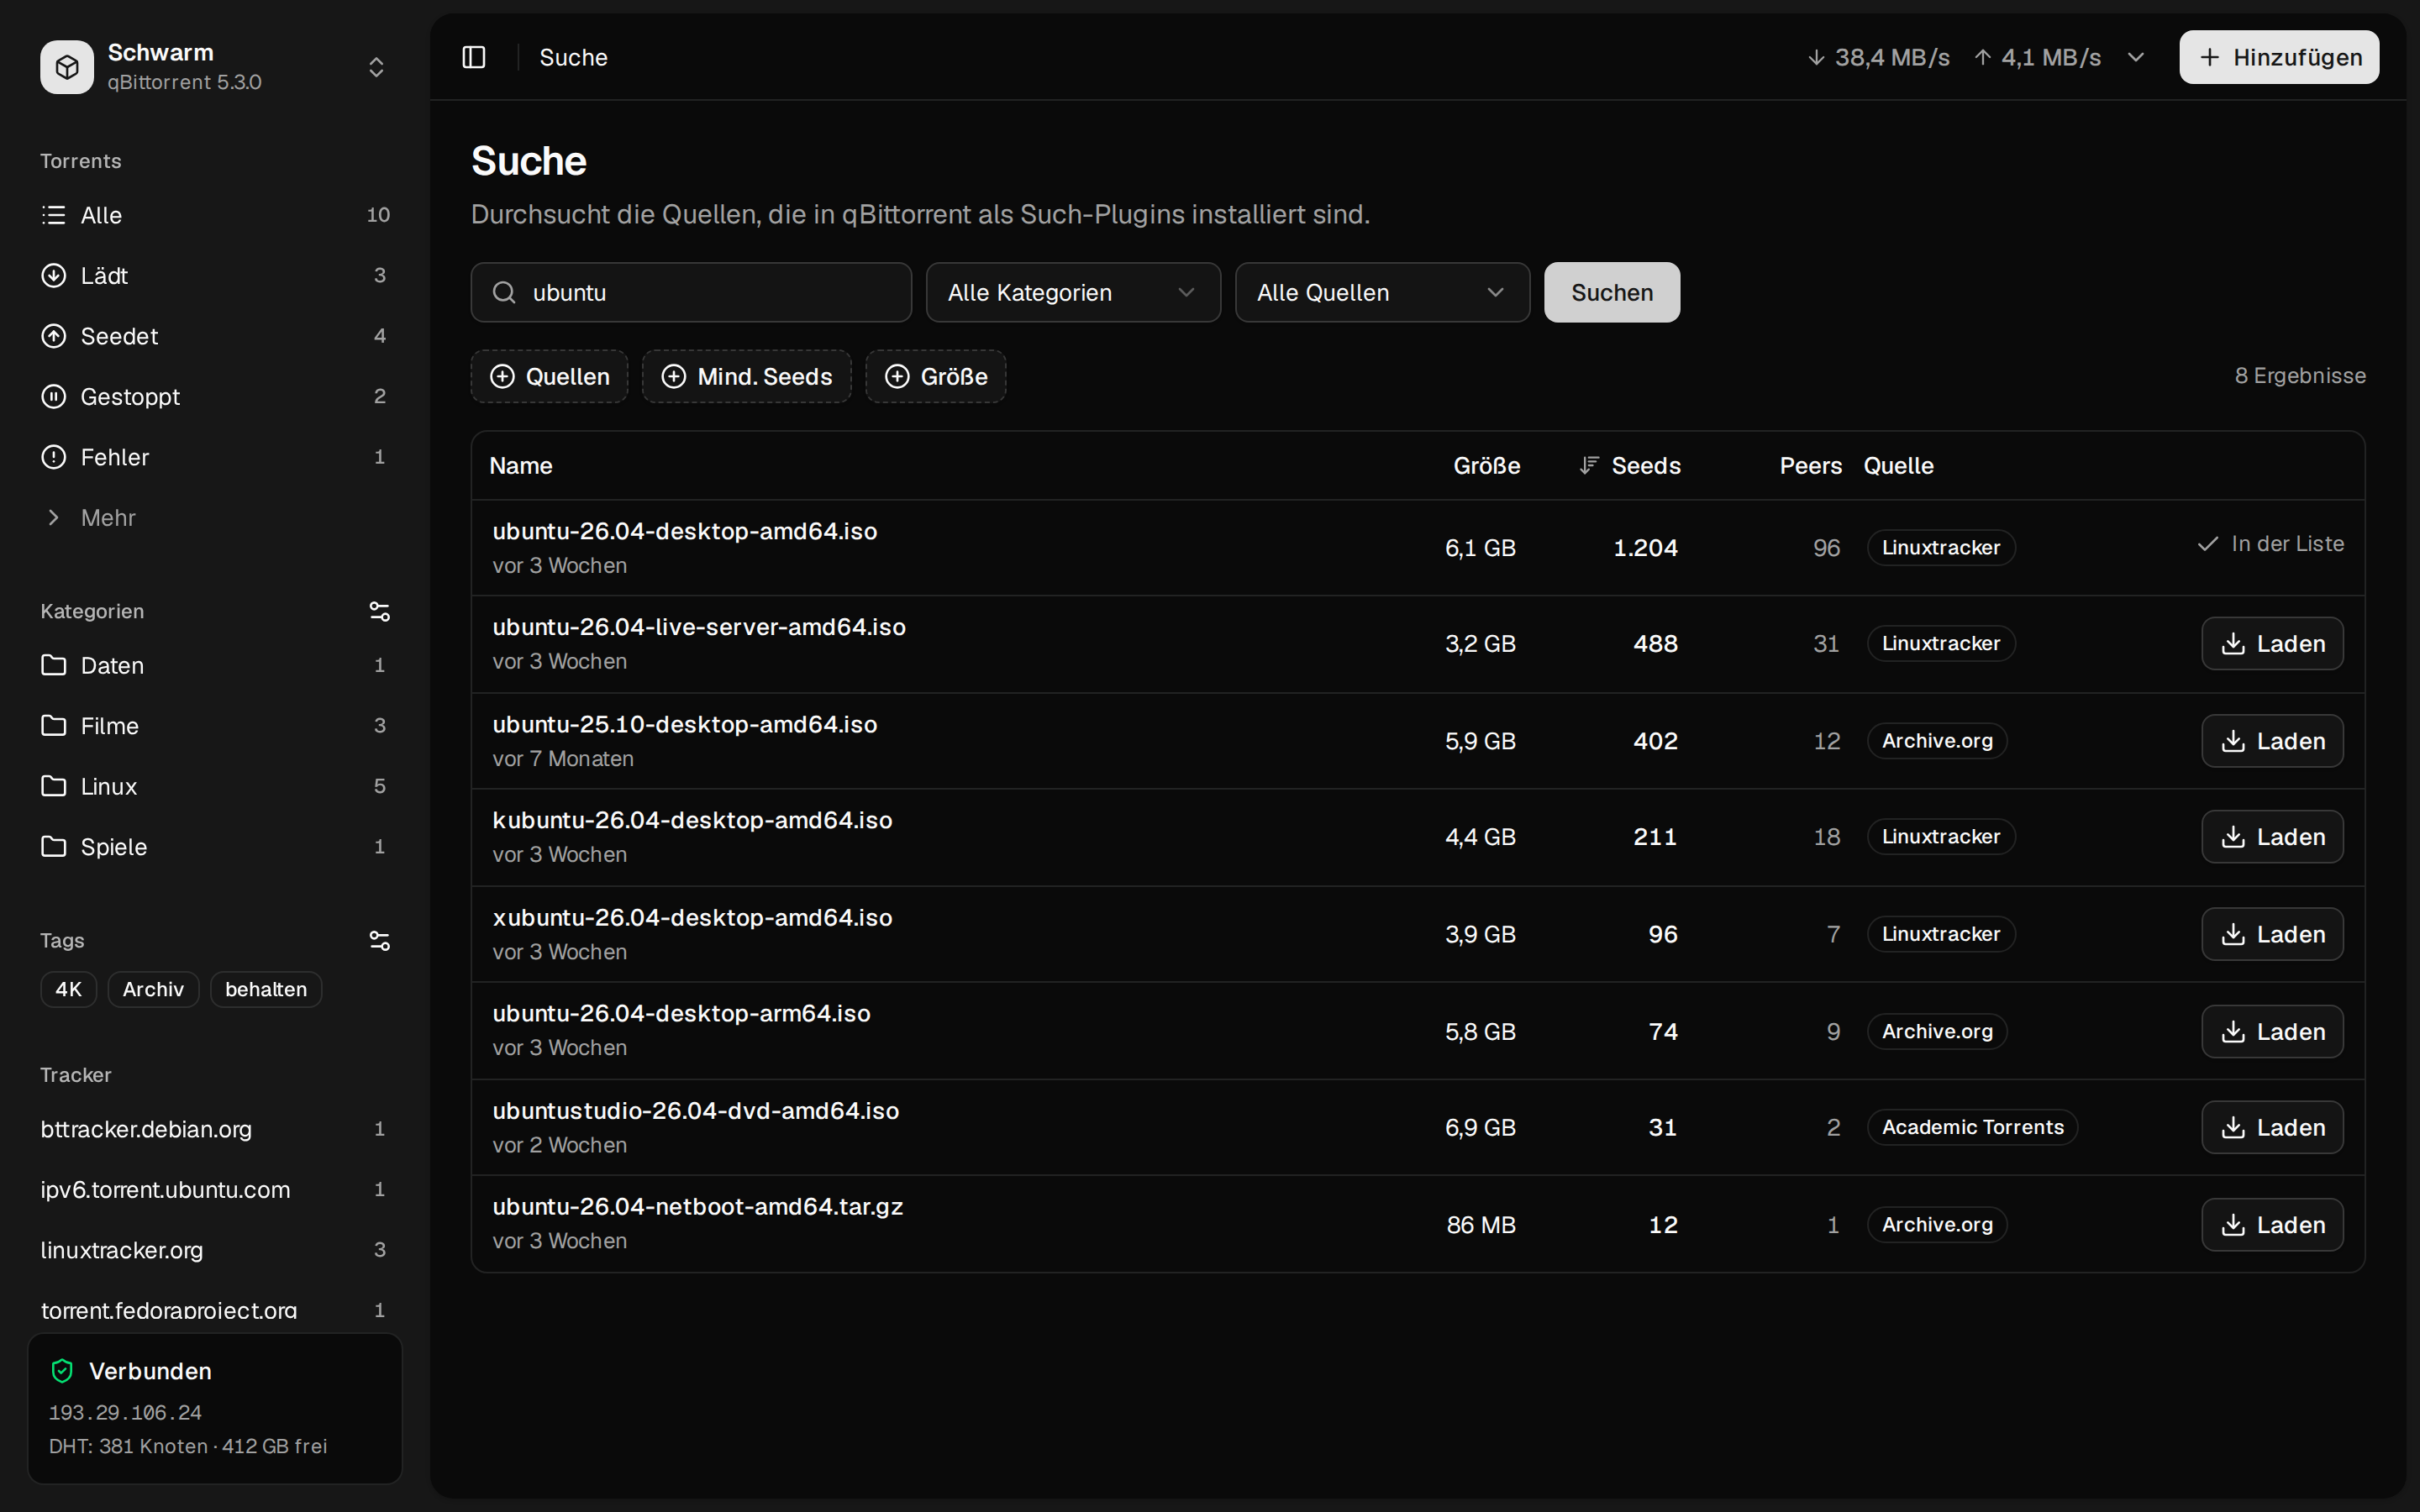 Schwarm
qBittorrent 5.3.0
Torrents
Alle 10
Lädt 3
Seedet 4
Gestoppt 2
Fehler 1
Mehr
Kategorien
Daten 1
Filme 3
Linux 5
Spiele 1
Tags
4K Archiv behalten
Tracker
bttracker.debian.org 1
ipv6.torrent.ubuntu.com 1
linuxtracker.org 3
torrent.fedoraproject.org 1
Verbunden
193.29.106.24
DHT: 381 Knoten · 412 GB frei
Suche 38,4 MB/s 4,1 MB/s Hinzufügen
Suche
Durchsucht die Quellen, die in qBittorrent als Such-Plugins installiert sind.
ubuntu Alle Kategorien Alle Quellen Suchen
Quellen Mind. Seeds Größe 8 Ergebnisse
Name Größe Seeds Peers Quelle
ubuntu-26.04-desktop-amd64.iso
vor 3 Wochen
6,1 GB 1.204 96 Linuxtracker In der Liste
ubuntu-26.04-live-server-amd64.iso
vor 3 Wochen
3,2 GB 488 31 Linuxtracker Laden
ubuntu-25.10-desktop-amd64.iso
vor 7 Monaten
5,9 GB 402 12 Archive.org Laden
kubuntu-26.04-desktop-amd64.iso
vor 3 Wochen
4,4 GB 211 18 Linuxtracker Laden
xubuntu-26.04-desktop-amd64.iso
vor 3 Wochen
3,9 GB 96 7 Linuxtracker Laden
ubuntu-26.04-desktop-arm64.iso
vor 3 Wochen
5,8 GB 74 9 Archive.org Laden
ubuntustudio-26.04-dvd-amd64.iso
vor 2 Wochen
6,9 GB 31 2 Academic Torrents Laden
ubuntu-26.04-netboot-amd64.tar.gz
vor 3 Wochen
86 MB 12 1 Archive.org Laden